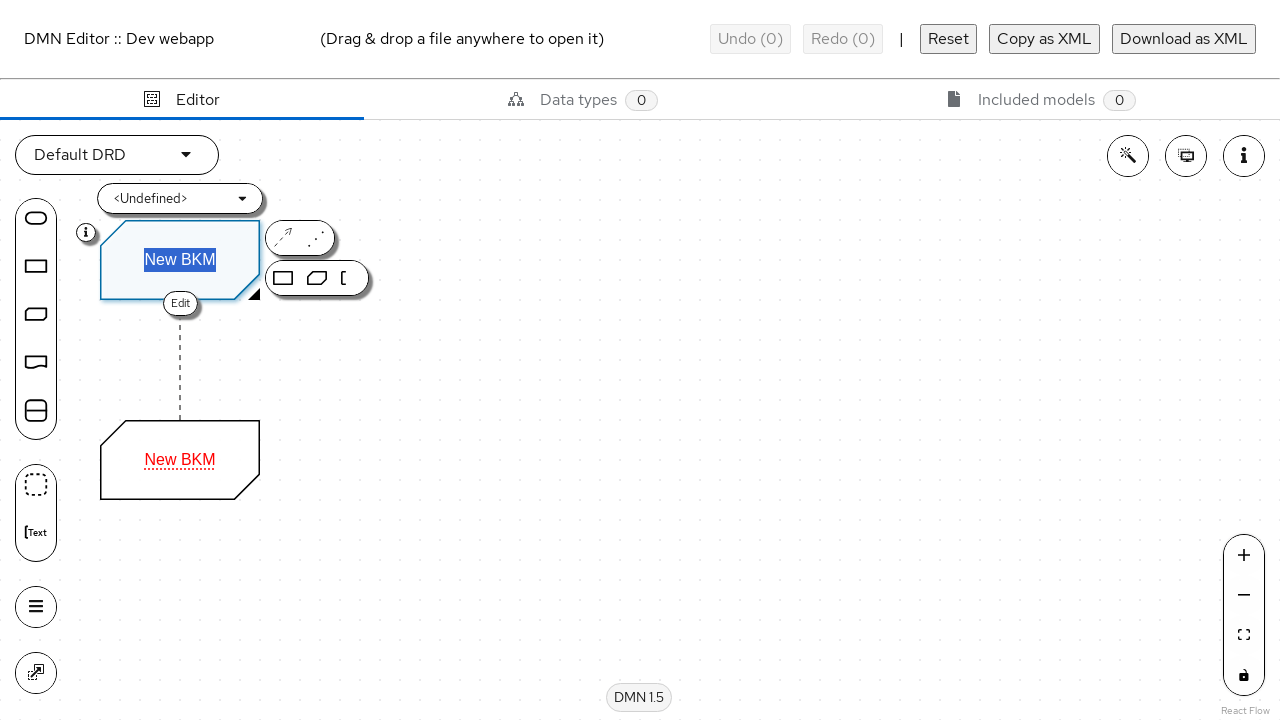 DMN Editor :: Dev webapp
(Drag & drop a file anywhere to open it)
Undo (0)
Redo (0)
|
Reset
Copy as XML
Download as XML
Editor
Data types 0
Included models 0
Default DRD
<Undefined>
New BKM
Edit
New BKM
Text
DMN 1.5
React Flow